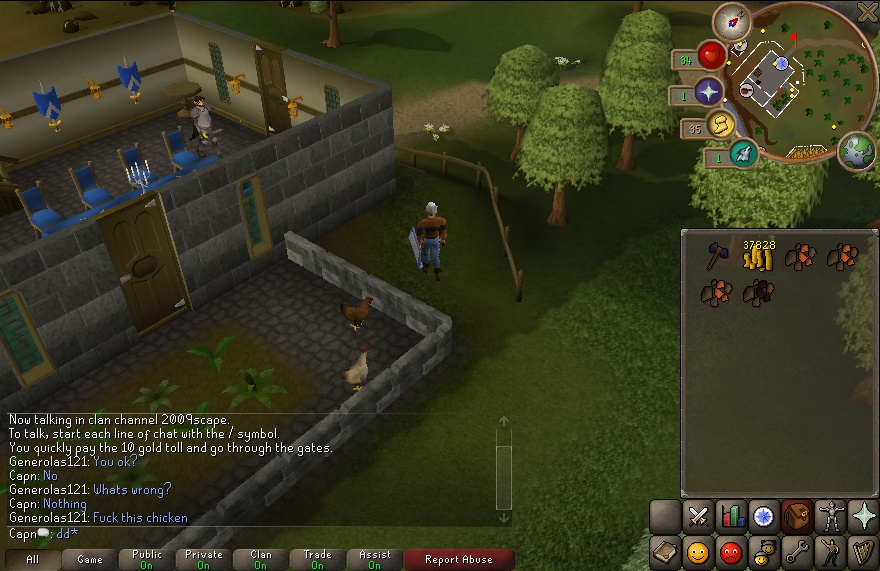 34
1
35
1
37828
Now talking in clan channel 2009scape.
To talk, start each line of chat with the / symbol.
You quickly pay the 10 gold toll and go through the gates.
Generolas121: You ok?
Capn: No
Generolas121: Whats wrong?
Capn: Nothing
Generolas121: Fuck this chicken
Capn: dd*
All Game Public Private Clan Trade Assist Report Abuse
On On On On On